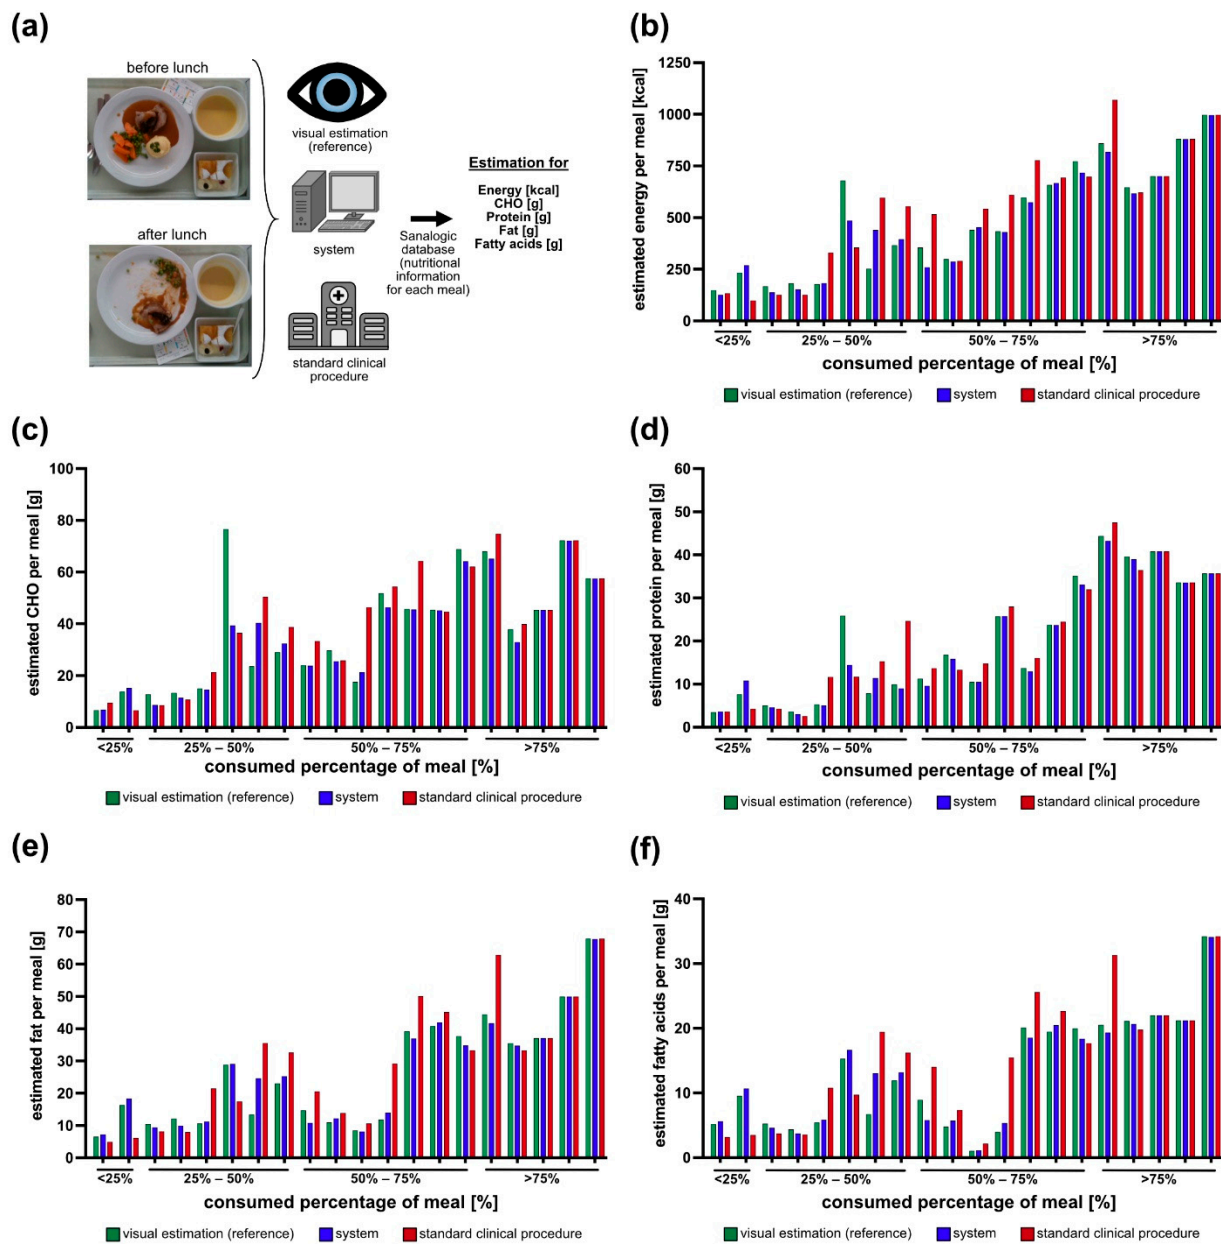 (a)
before lunch
after lunch
visual estimation
(reference)
system
standard clinical
procedure
Sanalogic
database
(nutritional
information
for each meal)
Estimation for
Energy [kcal]
CHO [g]
Protein [g]
Fat [g]
Fatty acids [g]
(b)
estimated energy per meal [kcal]
1250
1000
750
500
250
0
<25%
25% – 50%
50% – 75%
>75%
consumed percentage of meal [%]
visual estimation (reference)
system
standard clinical procedure
(c)
estimated CHO per meal [g]
100
80
60
40
20
0
<25%
25% – 50%
50% – 75%
>75%
consumed percentage of meal [%]
visual estimation (reference)
system
standard clinical procedure
(d)
estimated protein per meal [g]
60
50
40
30
20
10
0
<25%
25% – 50%
50% – 75%
>75%
consumed percentage of meal [%]
visual estimation (reference)
system
standard clinical procedure
(e)
estimated fat per meal [g]
80
70
60
50
40
30
20
10
0
<25%
25% – 50%
50% – 75%
>75%
consumed percentage of meal [%]
visual estimation (reference)
system
standard clinical procedure
(f)
estimated fatty acids per meal [g]
40
30
20
10
0
<25%
25% – 50%
50% – 75%
>75%
consumed percentage of meal [%]
visual estimation (reference)
system
standard clinical procedure